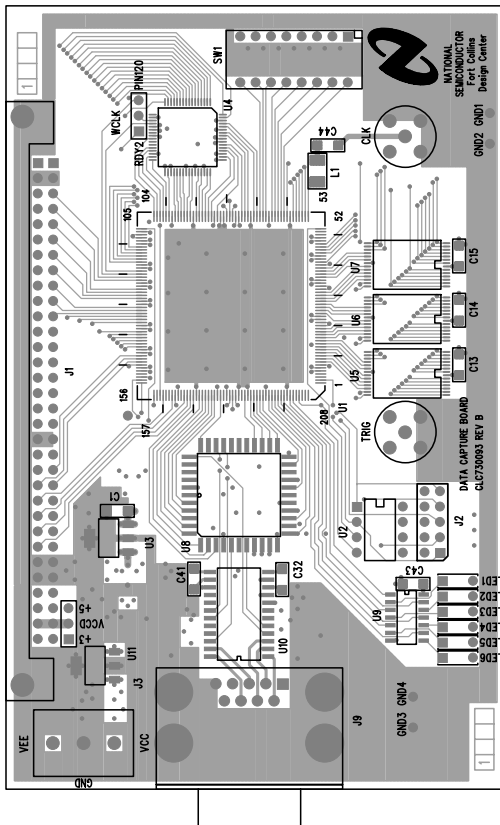 1
SW1
NATIONAL
SEMICONDUCTOR
Fort Collins
Design Center
PIN120
WCLK
RDY2
U4
C44
CLK
GND2 GND1
L1
53
104
105
52
U7
C15
U6
C14
J1
U5
C13
156
157
1
208
U1
TRIG
DATA CAPTURE BOARD
CLC730093 REV B
C1
U3
U8
U2
J2
C41
C32
C43
U9
LED1
LED2
LED3
LED4
LED5
LED6
+5
VCCD
+3
U11
J3
U10
VEE
VCC
GND
J9
GND3 GND4
1